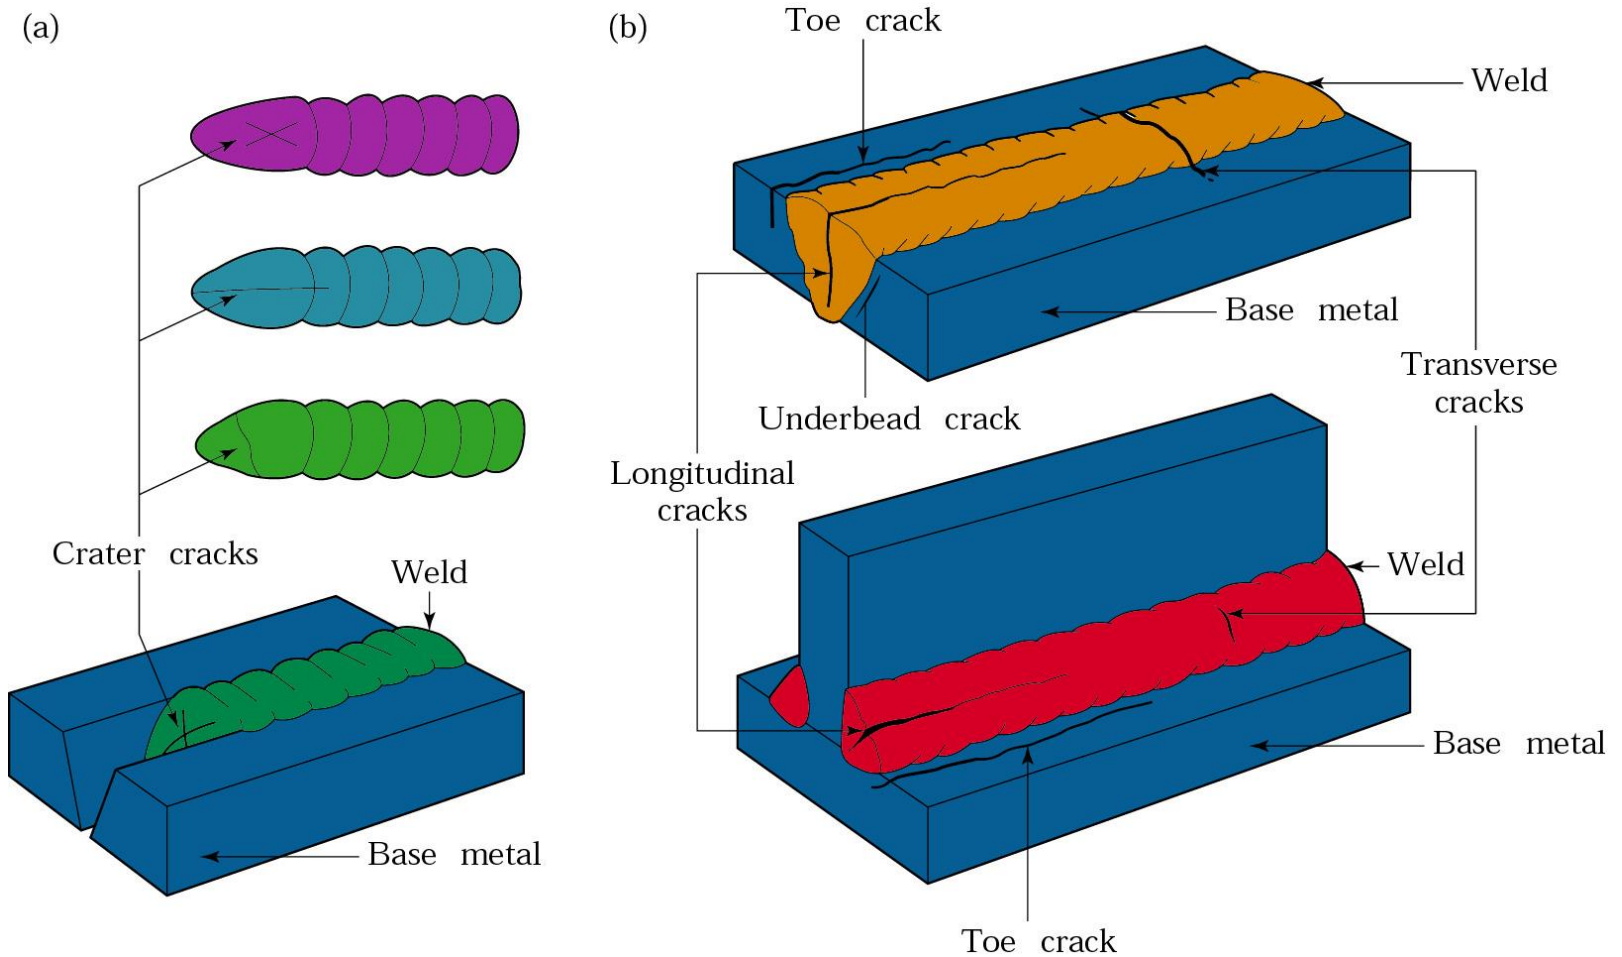 (a)
Crater cracks
Weld
Base metal
(b)
Toe crack
Weld
Base metal
Transverse
cracks
Underbead crack
Longitudinal
cracks
Weld
Base metal
Toe crack